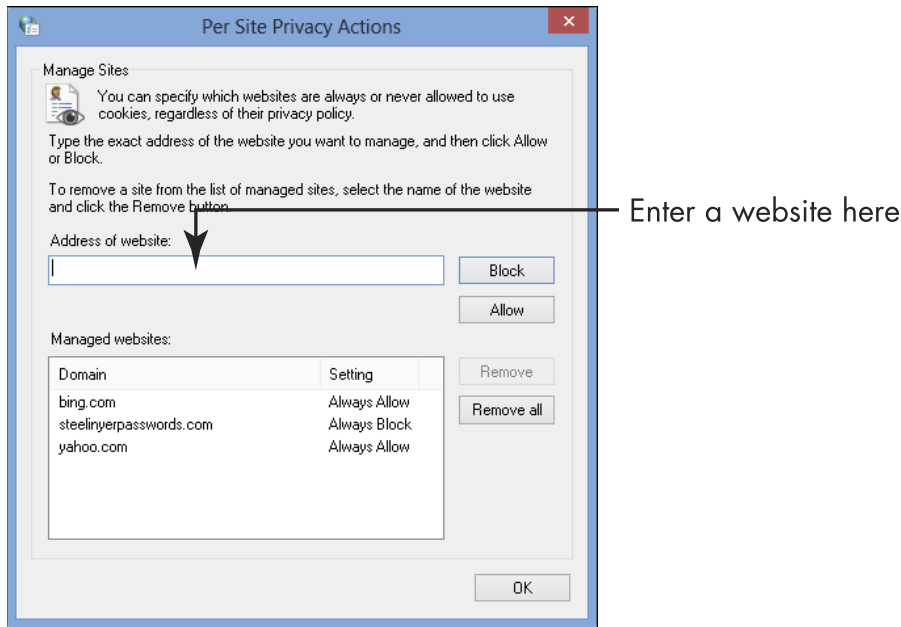 Per Site Privacy Actions
Manage Sites
You can specify which websites are always or never allowed to use
cookies, regardless of their privacy policy.
Type the exact address of the website you want to manage, and then click Allow
or Block.
To remove a site from the list of managed sites, select the name of the website
and click the Remove button.
Enter a website here
Address of website:
Block
Allow
Managed websites:
Domain Setting
Remove
bing.com Always Allow
Remove all
steelinyerpasswords.com Always Block
yahoo.com Always Allow
OK